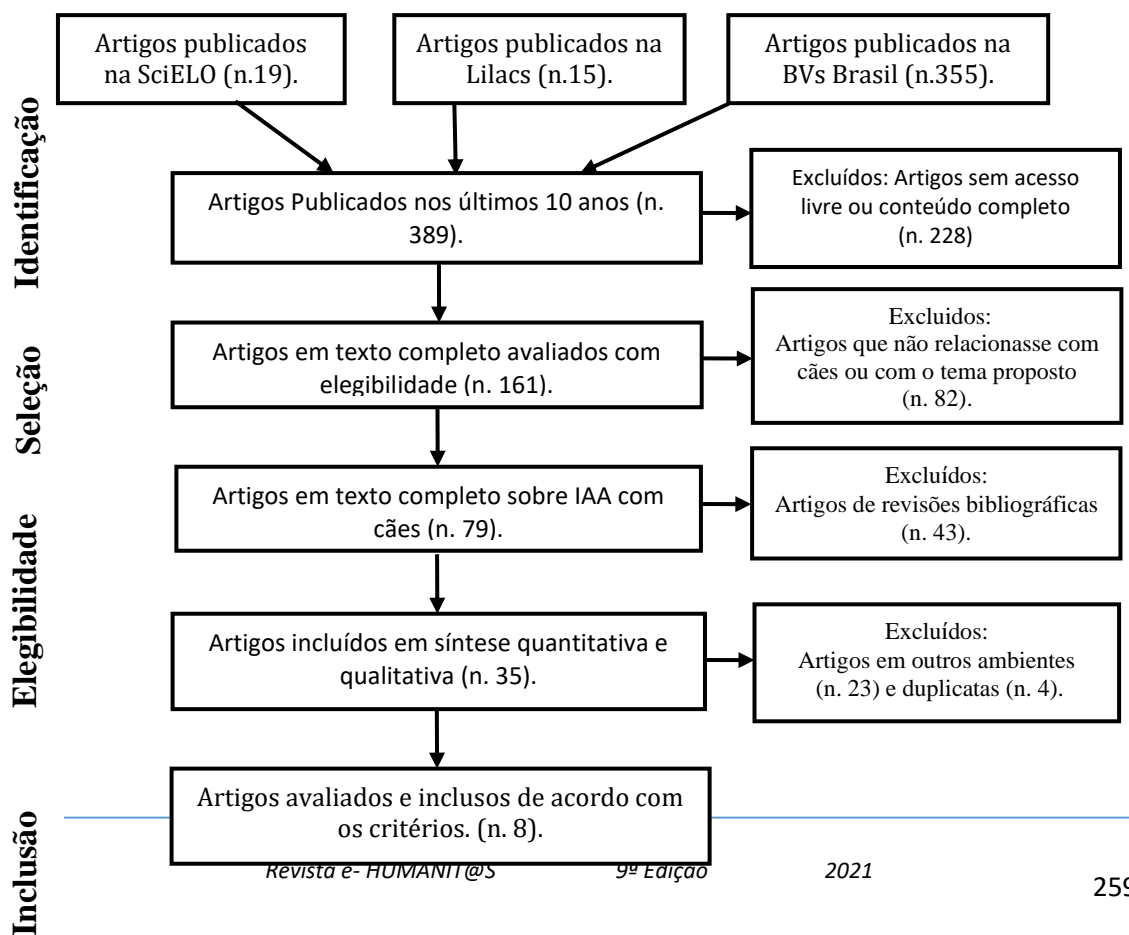 Artigos publicados
na SciELO (n.19).
Artigos publicados na
Lilacs (n.15).
Artigos publicados na
BVs Brasil (n.355).
Identificação
Artigos Publicados nos últimos 10 anos (n.
389).
Excluídos: Artigos sem acesso
livre ou conteúdo completo
(n. 228)
Seleção
Artigos em texto completo avaliados com
elegibilidade (n. 161).
Excluidos:
Artigos que não relacionasse com
cães ou com o tema proposto
(n. 82).
Elegibilidade
Artigos em texto completo sobre IAA com
cães (n. 79).
Excluídos:
Artigos de revisões bibliográficas
(n. 43).
Artigos incluídos em síntese quantitativa e
qualitativa (n. 35).
Excluídos:
Artigos em outros ambientes
(n. 23) e duplicatas (n. 4).
Inclusão
Artigos avaliados e inclusos de acordo com
os critérios. (n. 8).
Revista e- HUMANIT@S 9ª Edição 2021
259